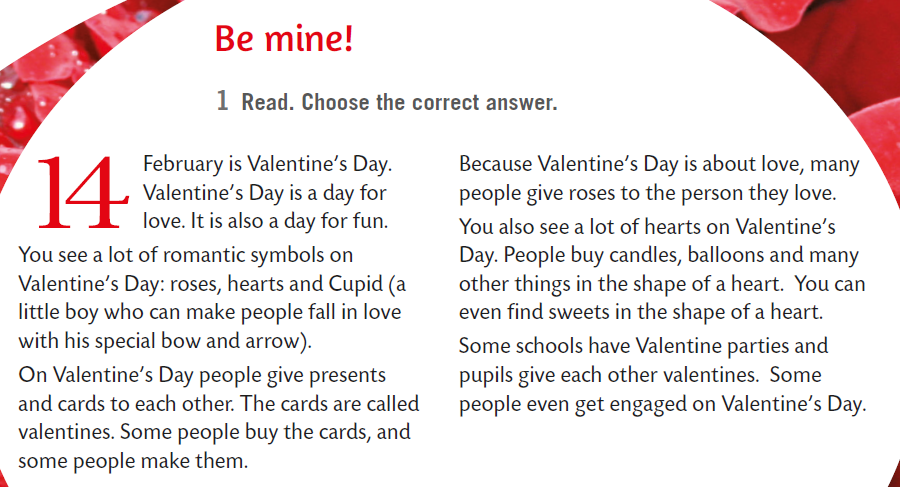 Be mine!
1 Read. Choose the correct answer.
14 February is Valentine's Day.
Valentine's Day is a day for
love. It is also a day for fun.
You see a lot of romantic symbols on
Valentine's Day: roses, hearts and Cupid (a
little boy who can make people fall in love
with his special bow and arrow).
On Valentine's Day people give presents
and cards to each other. The cards are called
valentines. Some people buy the cards, and
some people make them.
Because Valentine's Day is about love, many
people give roses to the person they love.
You also see a lot of hearts on Valentine's
Day. People buy candles, balloons and many
other things in the shape of a heart.  You can
even find sweets in the shape of a heart.
Some schools have Valentine parties and
pupils give each other valentines.  Some
people even get engaged on Valentine's Day.